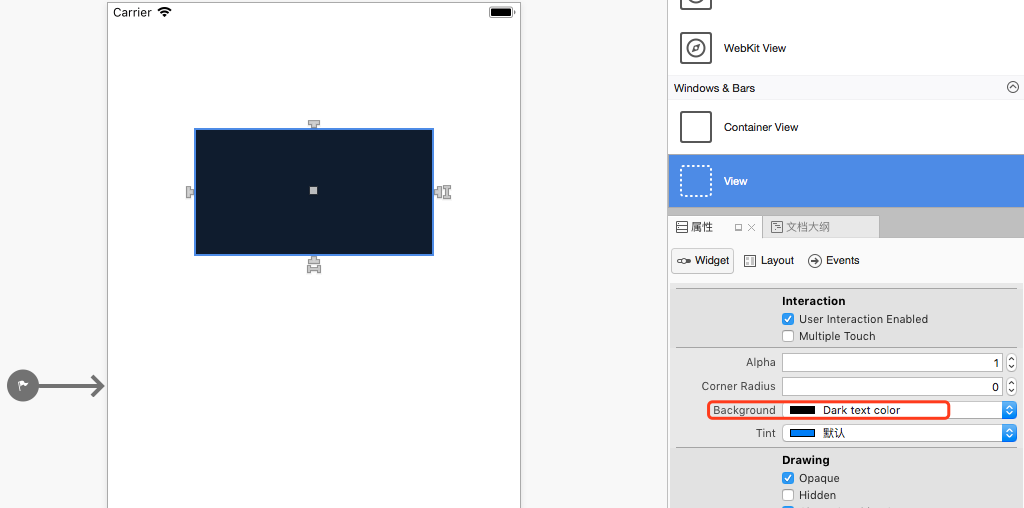 Carrier
WebKit View
Windows & Bars
Container View
View
属性
文档大纲
Widget
Layout
Events
Interaction
User Interaction Enabled
Multiple Touch
Alpha 1
Corner Radius 0
Background Dark text color
Tint 默认
Drawing
Opaque
Hidden